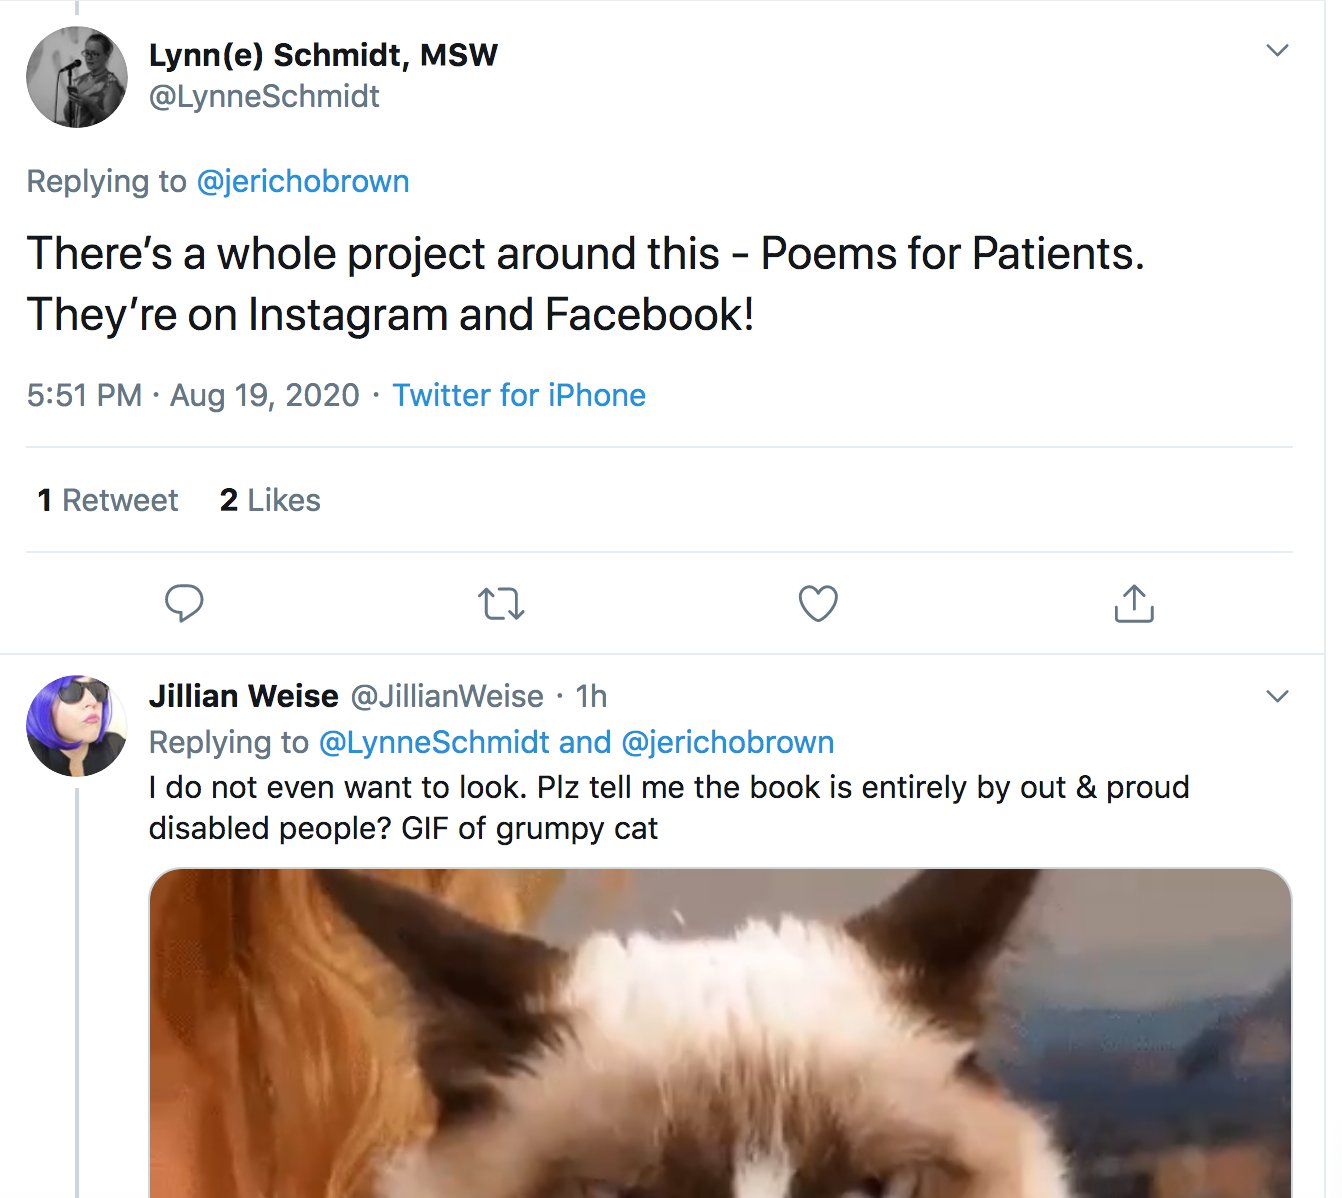 Lynn(e) Schmidt, MSW
@LynneSchmidt
Replying to @jerichobrown
There’s a whole project around this - Poems for Patients.
They’re on Instagram and Facebook!
5:51 PM · Aug 19, 2020 · Twitter for iPhone
1 Retweet 2 Likes
Jillian Weise @JillianWeise · 1h
Replying to @LynneSchmidt and @jerichobrown
I do not even want to look. Plz tell me the book is entirely by out & proud
disabled people? GIF of grumpy cat